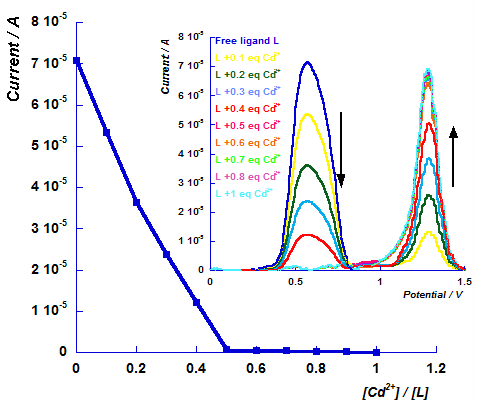 Current / A
8 10⁻⁵
7 10⁻⁵
6 10⁻⁵
5 10⁻⁵
4 10⁻⁵
3 10⁻⁵
2 10⁻⁵
1 10⁻⁵
0
0 0.2 0.4 0.6 0.8 1 1.2
[Cd²⁺] / [L]
Current / A
8 10⁻⁵
7 10⁻⁵
6 10⁻⁵
5 10⁻⁵
4 10⁻⁵
3 10⁻⁵
2 10⁻⁵
1 10⁻⁵
0
Free ligand L
L +0.1 eq Cd²⁺
L +0.2 eq Cd²⁺
L +0.3 eq Cd²⁺
L +0.4 eq Cd²⁺
L +0.5 eq Cd²⁺
L +0.6 eq Cd²⁺
L +0.7 eq Cd²⁺
L +0.8 eq Cd²⁺
L +1 eq Cd²⁺
0 0.5 1 1.5
Potential / V